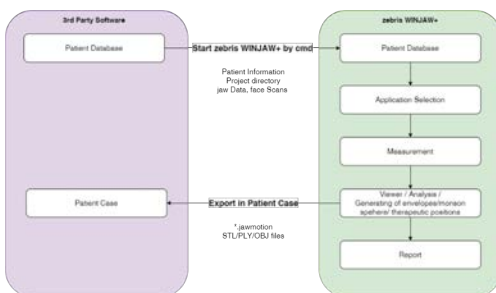 3rd Party Software
zebris WINJAW+
Patient Database
Start zebris WINJAW+ by cmd
Patient Database
Patient Information
Project directory
jaw Data, face Scans
Application Selection
Measurement
Patient Case
Export in Patient Case
Viewer / Analysis /
Generating of envelopes/monson
spehere/ therapeutic positions
*.jawmotion
STL/PLY/OBJ files
Report